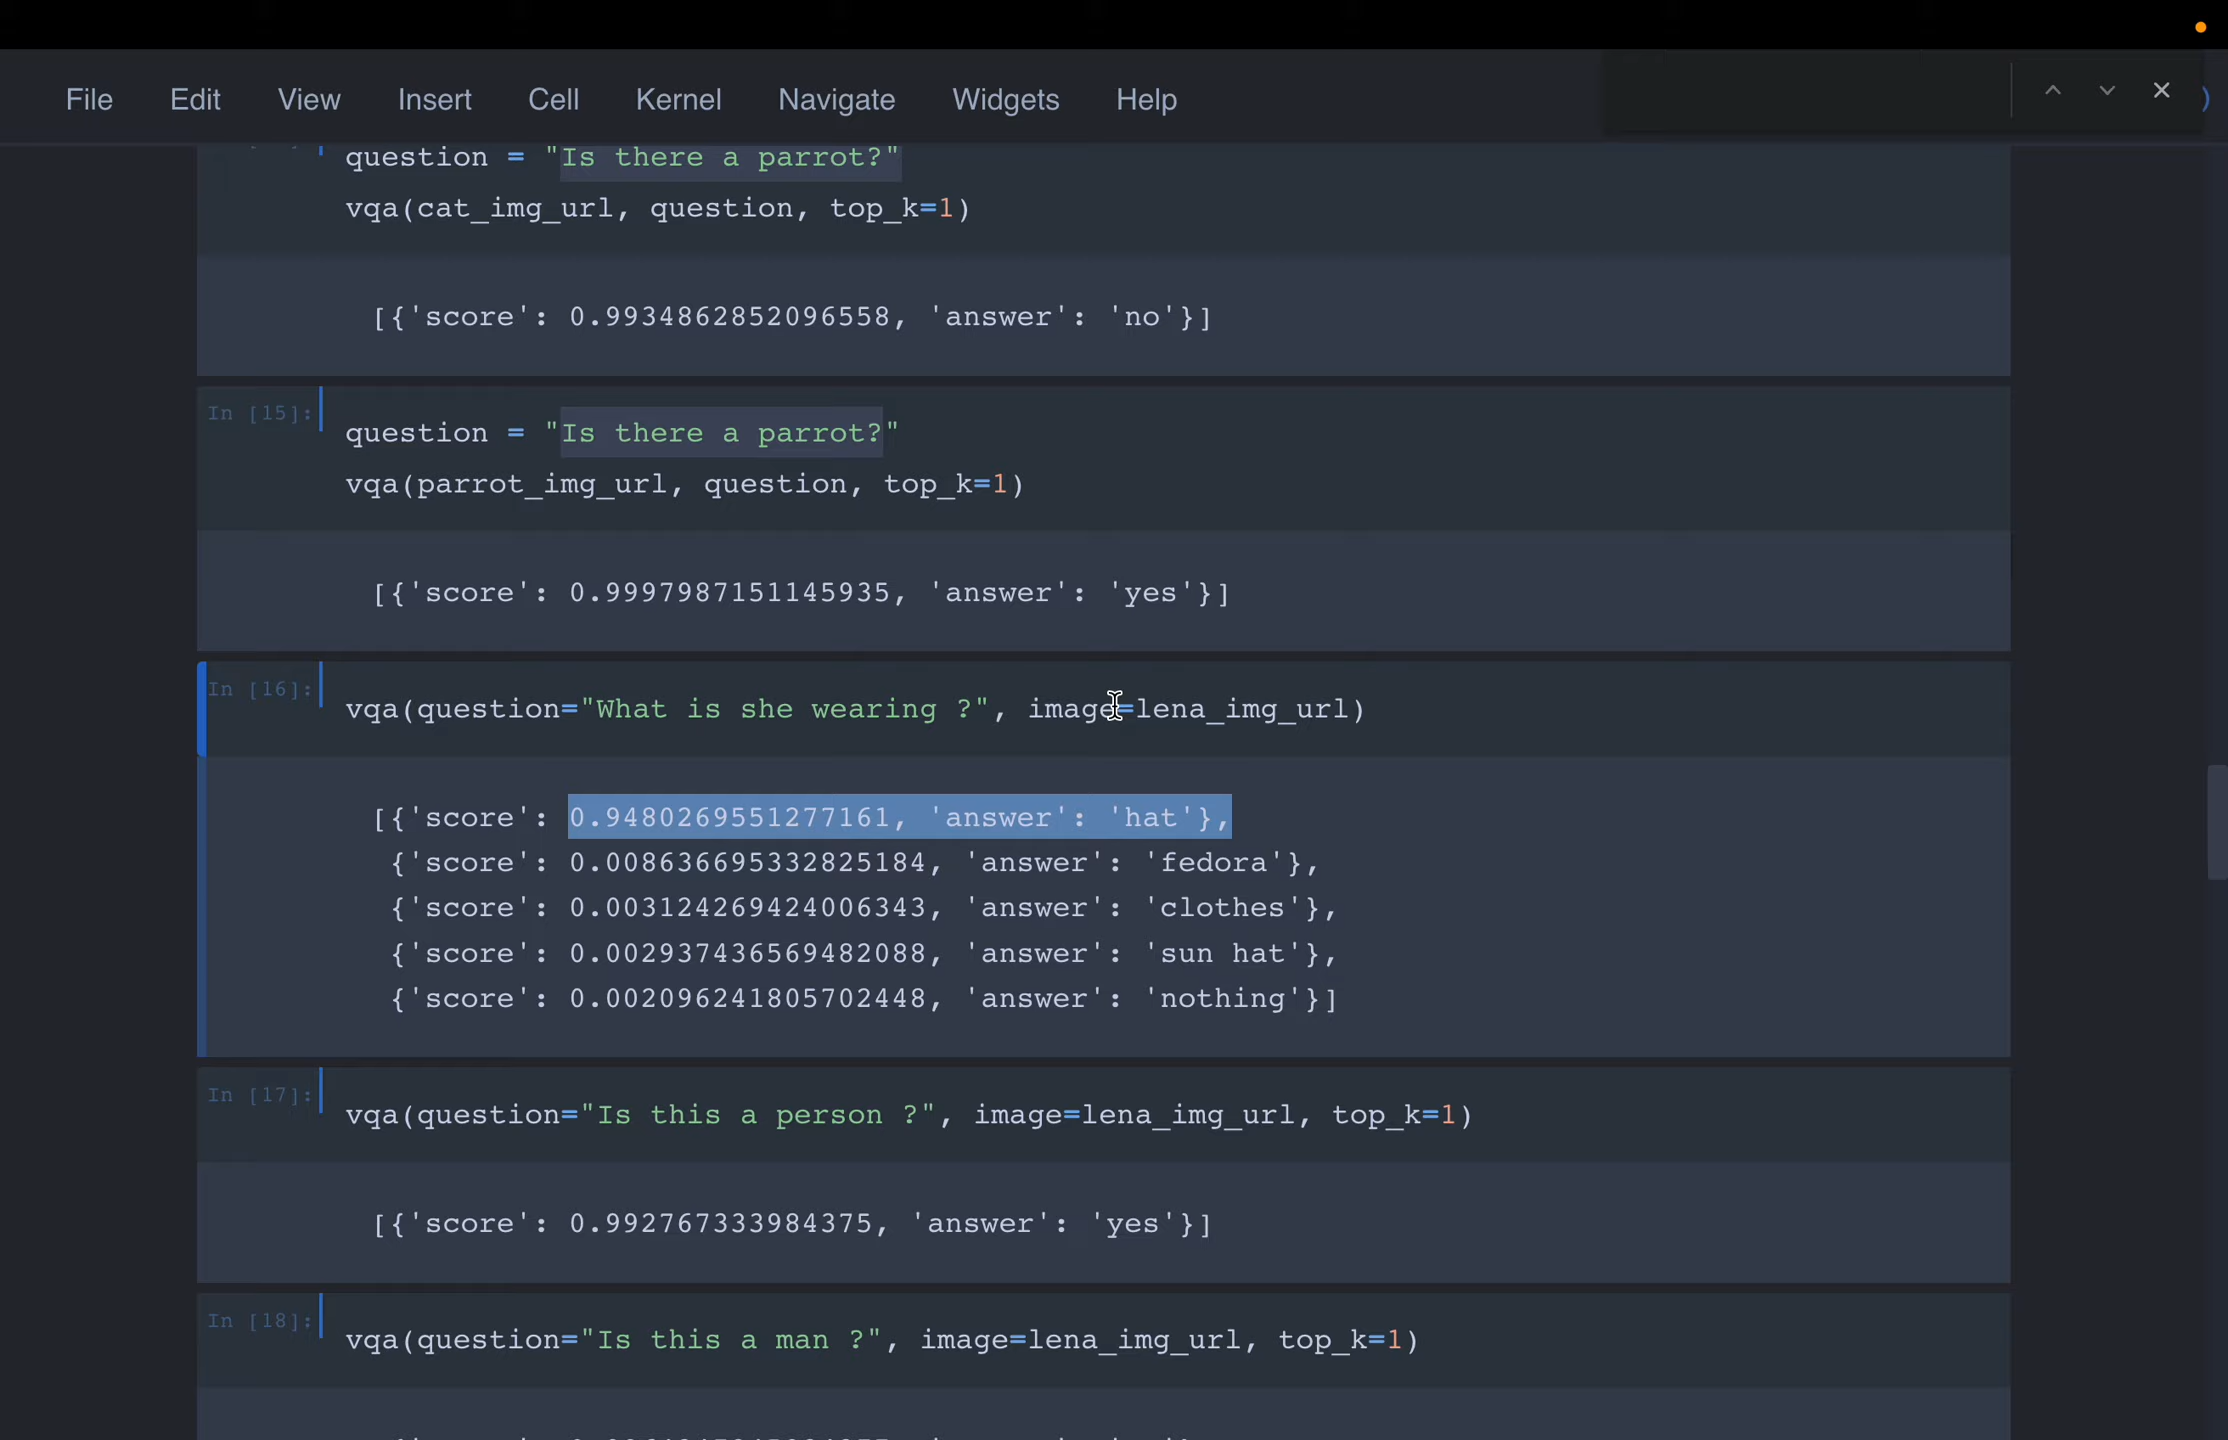 File Edit View Insert Cell Kernel Navigate Widgets Help
question = "Is there a parrot?"
vqa(cat_img_url, question, top_k=1)
[{'score': 0.9934862852096558, 'answer': 'no'}]
In [15]:
question = "Is there a parrot?"
vqa(parrot_img_url, question, top_k=1)
[{'score': 0.9997987151145935, 'answer': 'yes'}]
In [16]:
vqa(question="What is she wearing ?", image=lena_img_url)
[{'score': 0.9480269551277161, 'answer': 'hat'},
{'score': 0.008636695332825184, 'answer': 'fedora'},
{'score': 0.003124269424006343, 'answer': 'clothes'},
{'score': 0.002937436569482088, 'answer': 'sun hat'},
{'score': 0.002096241805702448, 'answer': 'nothing'}]
In [17]:
vqa(question="Is this a person ?", image=lena_img_url, top_k=1)
[{'score': 0.992767333984375, 'answer': 'yes'}]
In [18]:
vqa(question="Is this a man ?", image=lena_img_url, top_k=1)